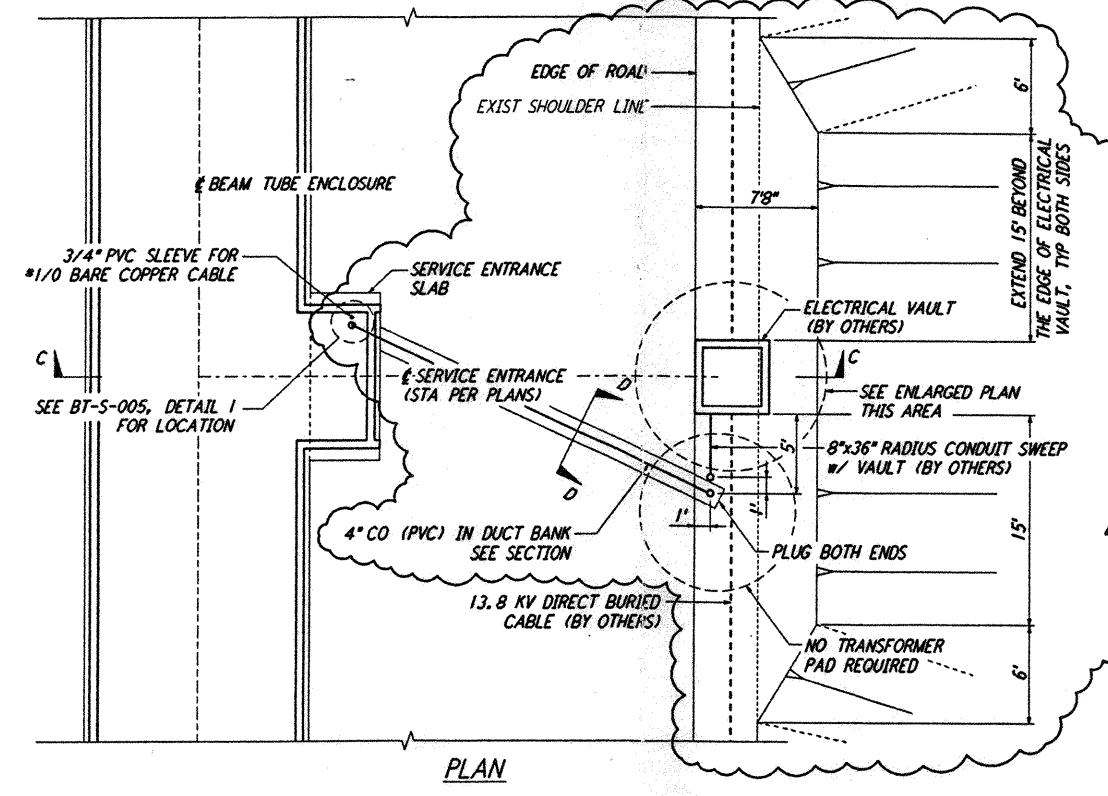 EDGE OF ROAD
EXIST SHOULDER LINE
6'
℄ BEAM TUBE ENCLOSURE
7'8"
EXTEND 15' BEYOND
THE EDGE OF ELECTRICAL
VAULT, TYP BOTH SIDES
3/4" PVC SLEEVE FOR
#1/0 BARE COPPER CABLE
SERVICE ENTRANCE
SLAB
ELECTRICAL VAULT
(BY OTHERS)
C
C
℄ SERVICE ENTRANCE
(STA PER PLANS)
D
SEE ENLARGED PLAN
THIS AREA
SEE BT-S-005, DETAIL 1
FOR LOCATION
5'
8"x36" RADIUS CONDUIT SWEEP
w/ VAULT (BY OTHERS)
D
1'
1'
15'
4" CO (PVC) IN DUCT BANK
SEE SECTION
PLUG BOTH ENDS
13.8 KV DIRECT BURIED
CABLE (BY OTHERS)
NO TRANSFORMER
PAD REQUIRED
6'
PLAN